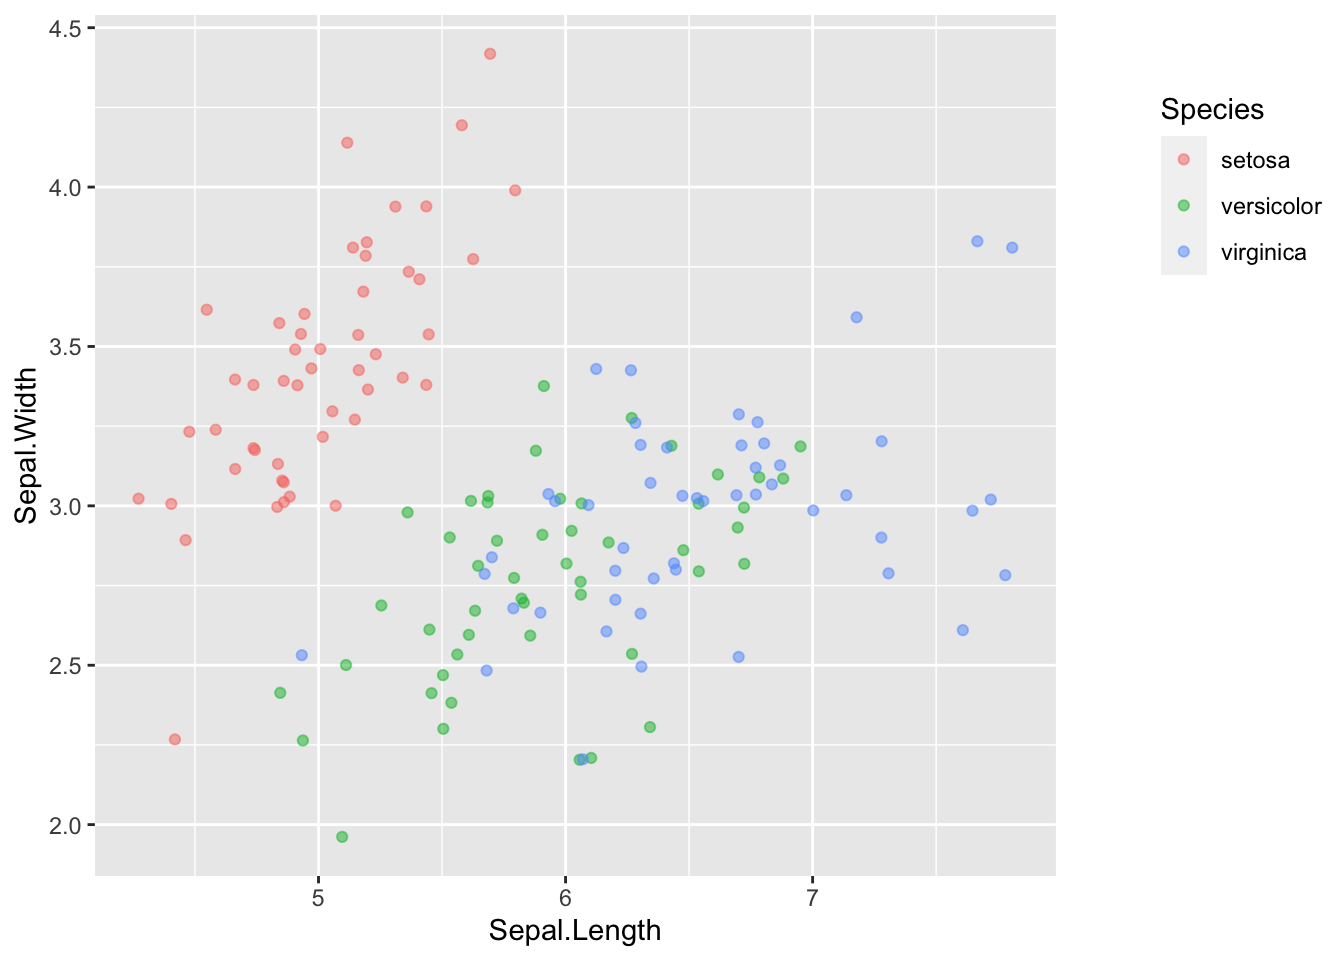 4.5
4.0
3.5
3.0
2.5
2.0
Sepal.Width
5 6 7
Sepal.Length
Species
setosa
versicolor
virginica